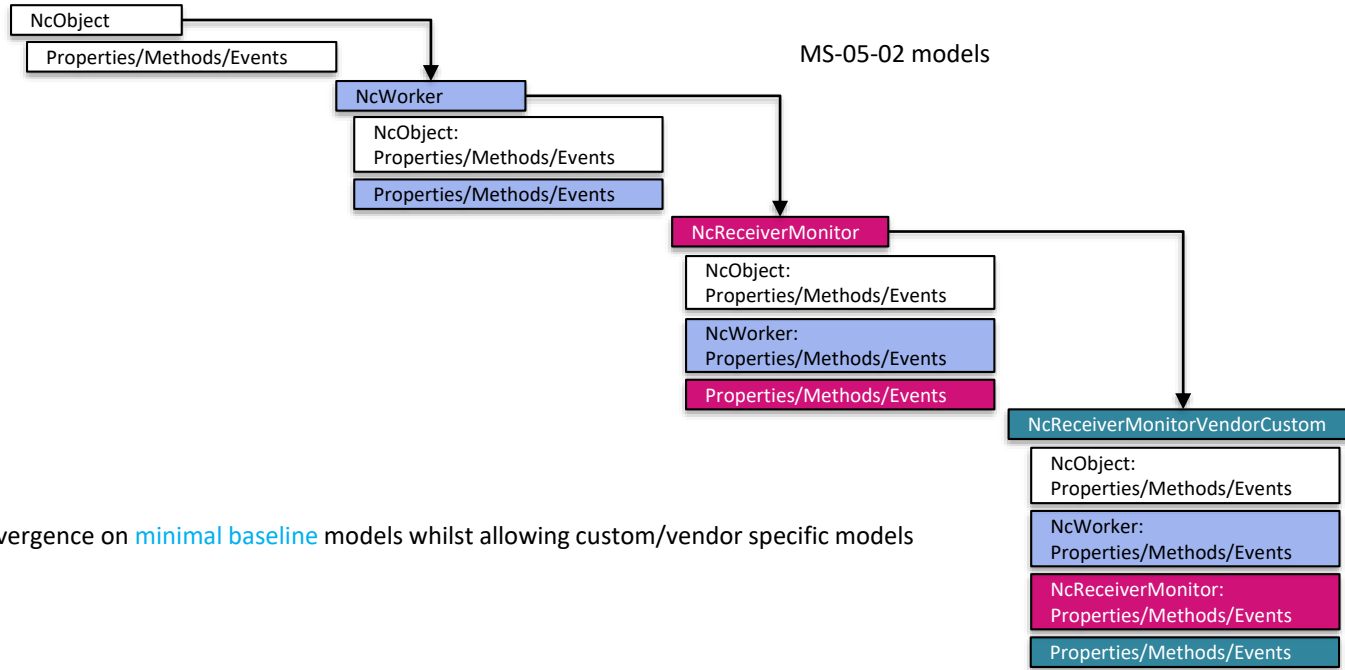 NcObject
Properties/Methods/Events
MS-05-02 models
NcWorker
NcObject:
Properties/Methods/Events
Properties/Methods/Events
NcReceiverMonitor
NcObject:
Properties/Methods/Events
NcWorker:
Properties/Methods/Events
Properties/Methods/Events
NcReceiverMonitorVendorCustom
NcObject:
Properties/Methods/Events
NcWorker:
Properties/Methods/Events
NcReceiverMonitor:
Properties/Methods/Events
Properties/Methods/Events
vergence on minimal baseline models whilst allowing custom/vendor specific models